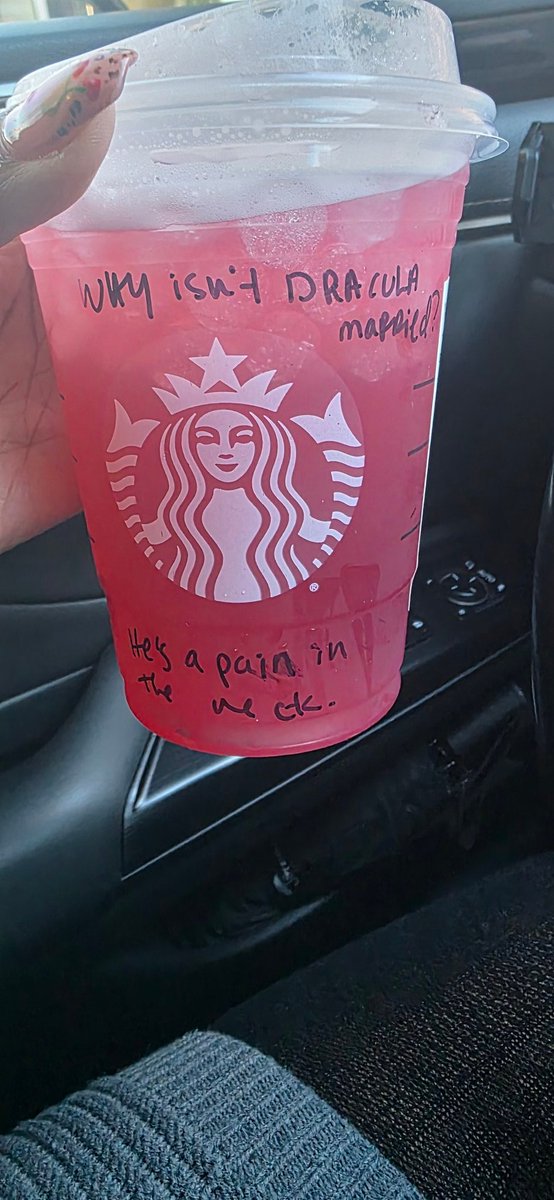 WHY isn't DRACULA
married?
®
He's a pain in
the neck.